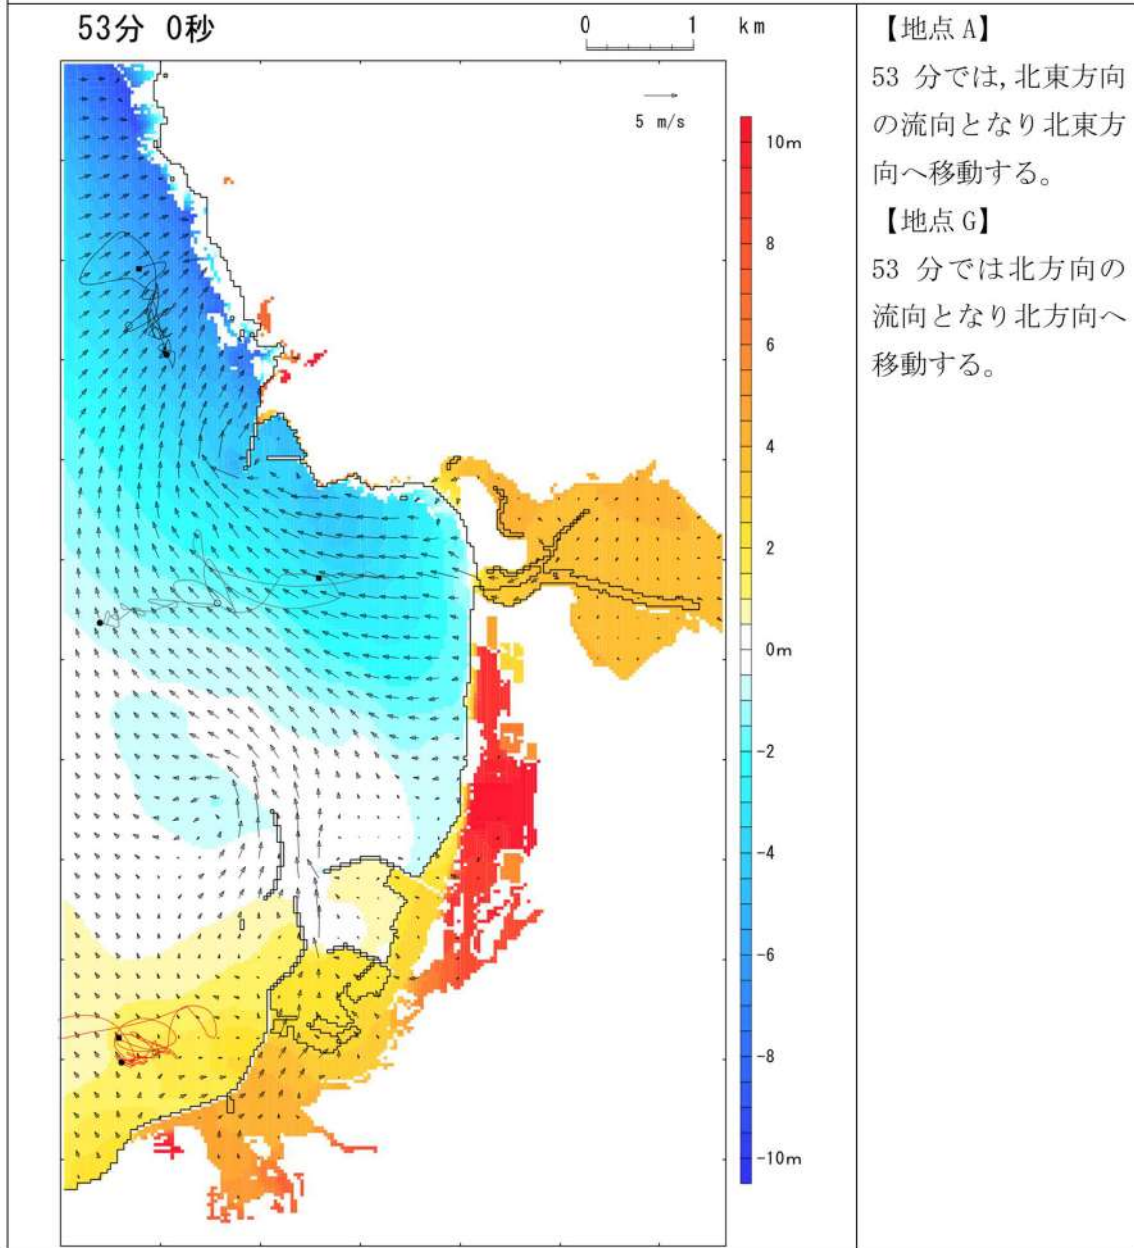 53分 0秒
0 1 km
5 m/s
10m
8
6
4
2
0m
-2
-4
-6
-8
-10m
【地点 A】
53 分では,北東方向
の流向となり北東方
向へ移動する。
【地点 G】
53 分では北方向の
流向となり北方向へ
移動する。